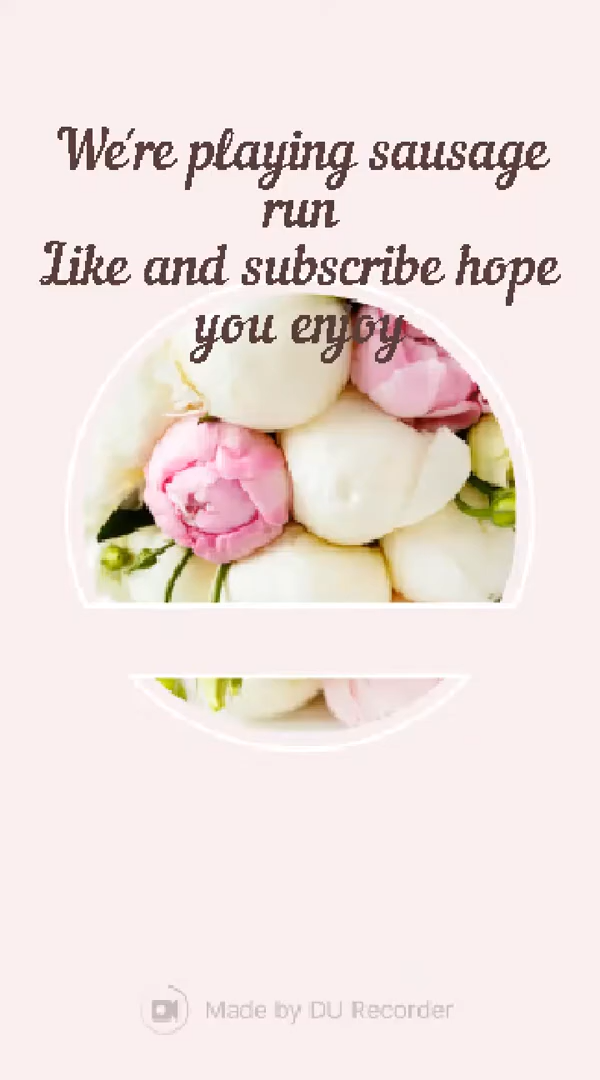 We're playing sausage
run
Like and subscribe hope
you enjoy
Made by DU Recorder